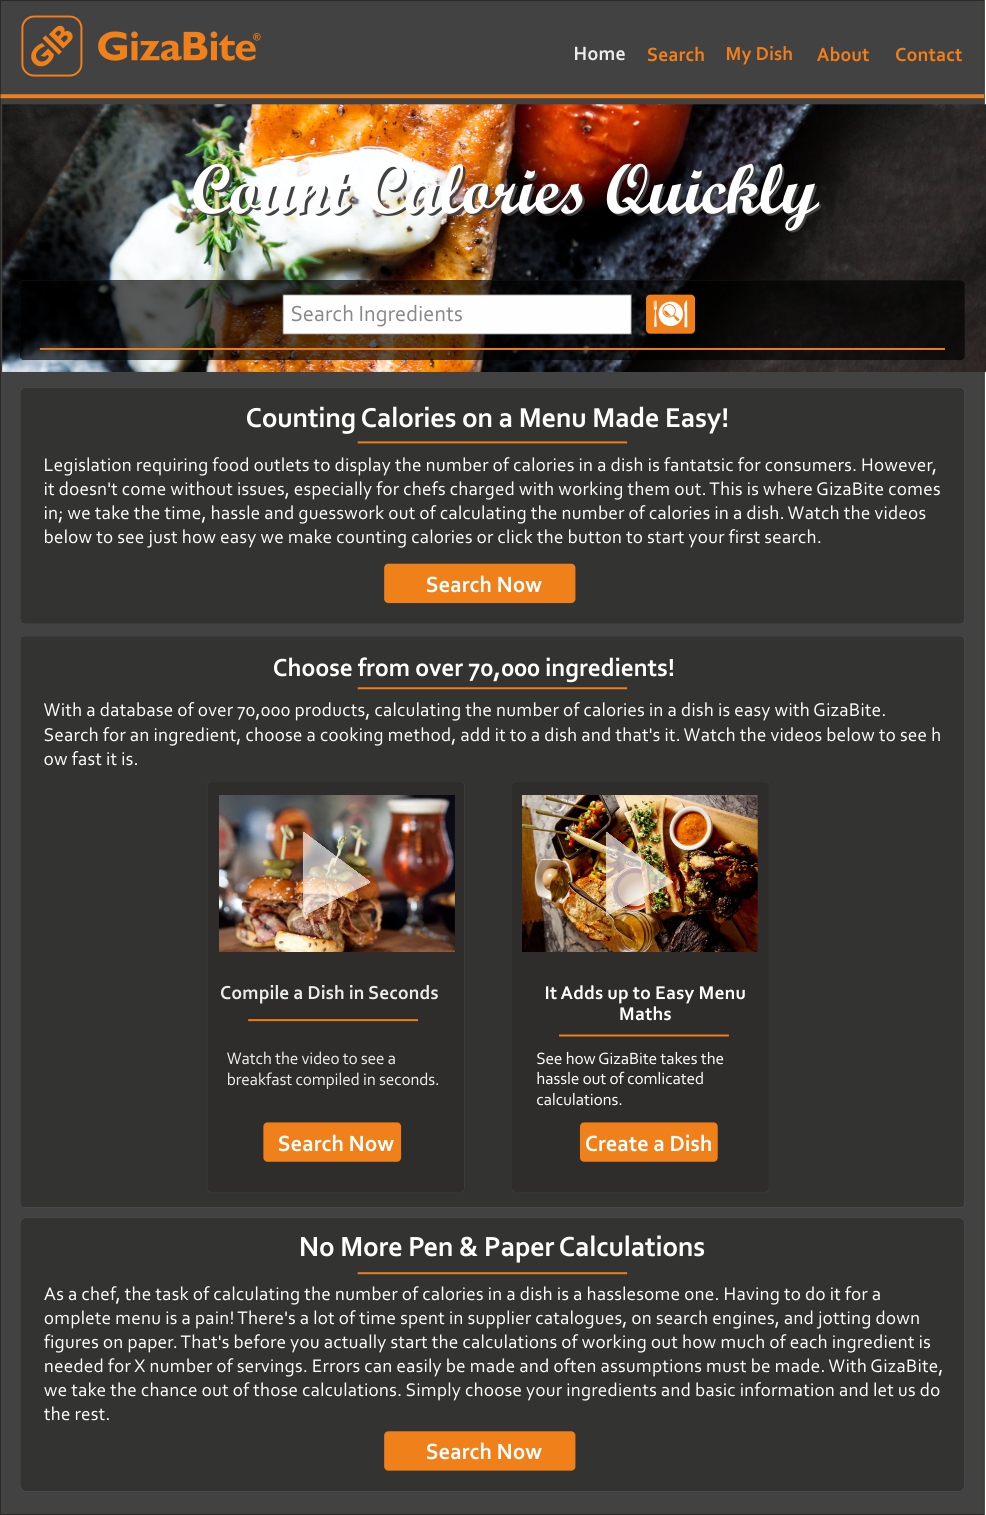 GIB GizaBite®
Home Search My Dish About Contact
Count Calories Quickly
Search Ingredients
Counting Calories on a Menu Made Easy!
Legislation requiring food outlets to display the number of calories in a dish is fantatsic for consumers. However,
it doesn't come without issues, especially for chefs charged with working them out. This is where GizaBite comes
in; we take the time, hassle and guesswork out of calculating the number of calories in a dish. Watch the videos
below to see just how easy we make counting calories or click the button to start your first search.
Search Now
Choose from over 70,000 ingredients!
With a database of over 70,000 products, calculating the number of calories in a dish is easy with GizaBite.
Search for an ingredient, choose a cooking method, add it to a dish and that's it. Watch the videos below to see h
ow fast it is.
Compile a Dish in Seconds
Watch the video to see a
breakfast compiled in seconds.
Search Now
It Adds up to Easy Menu
Maths
See how GizaBite takes the
hassle out of comlicated
calculations.
Create a Dish
No More Pen & Paper Calculations
As a chef, the task of calculating the number of calories in a dish is a hasslesome one. Having to do it for a
omplete menu is a pain! There's a lot of time spent in supplier catalogues, on search engines, and jotting down
figures on paper. That's before you actually start the calculations of working out how much of each ingredient is
needed for X number of servings. Errors can easily be made and often assumptions must be made. With GizaBite,
we take the chance out of those calculations. Simply choose your ingredients and basic information and let us do
the rest.
Search Now